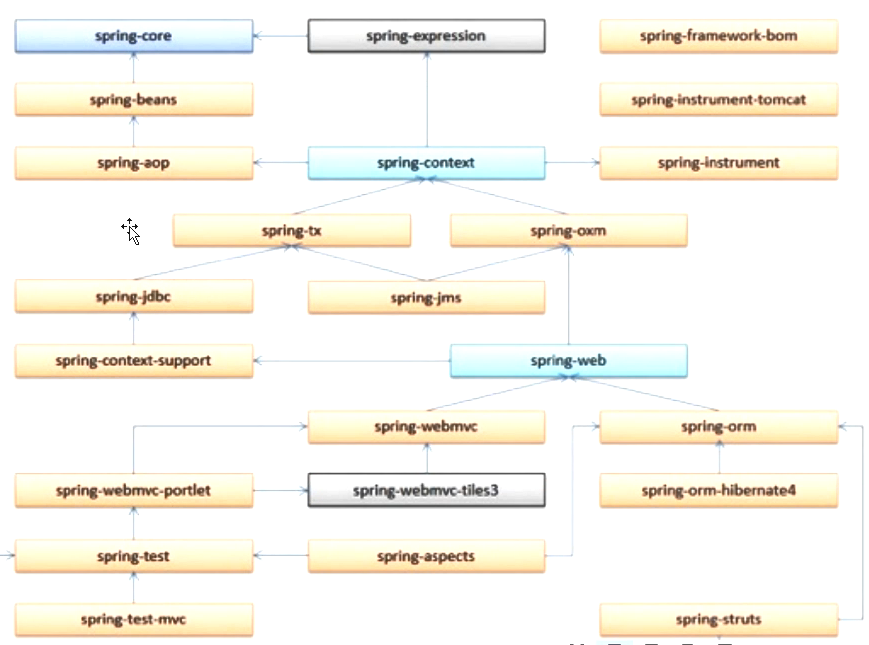 spring-core
spring-expression
spring-framework-bom
spring-beans
spring-instrument-tomcat
spring-aop
spring-context
spring-instrument
spring-tx
spring-oxm
spring-jdbc
spring-jms
spring-context-support
spring-web
spring-webmvc
spring-orm
spring-webmvc-portlet
spring-webmvc-tiles3
spring-orm-hibernate4
spring-test
spring-aspects
spring-test-mvc
spring-struts